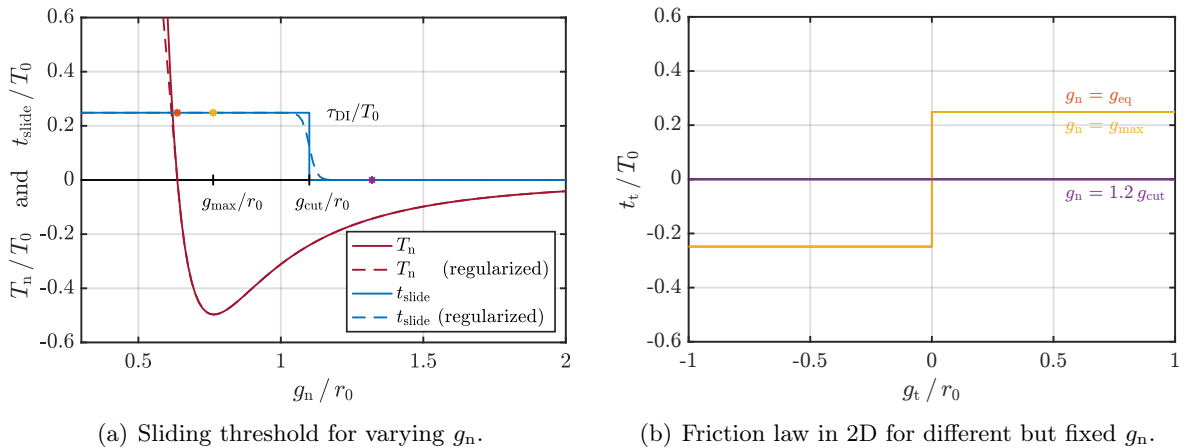 0.6
0.4
0.2
0
-0.2
-0.4
-0.6
T_n / T_0 and t_slide / T_0
τ_DI/T_0
g_max/r_0
g_cut/r_0
T_n
T_n (regularized)
t_slide
t_slide (regularized)
0.5
1
1.5
2
g_n / r_0
(a) Sliding threshold for varying g_n.
0.6
0.4
0.2
0
-0.2
-0.4
-0.6
t_t / T_0
g_n = g_eq
g_n = g_max
g_n = 1.2 g_cut
-1
-0.5
0
0.5
1
g_t / r_0
(b) Friction law in 2D for different but fixed g_n.